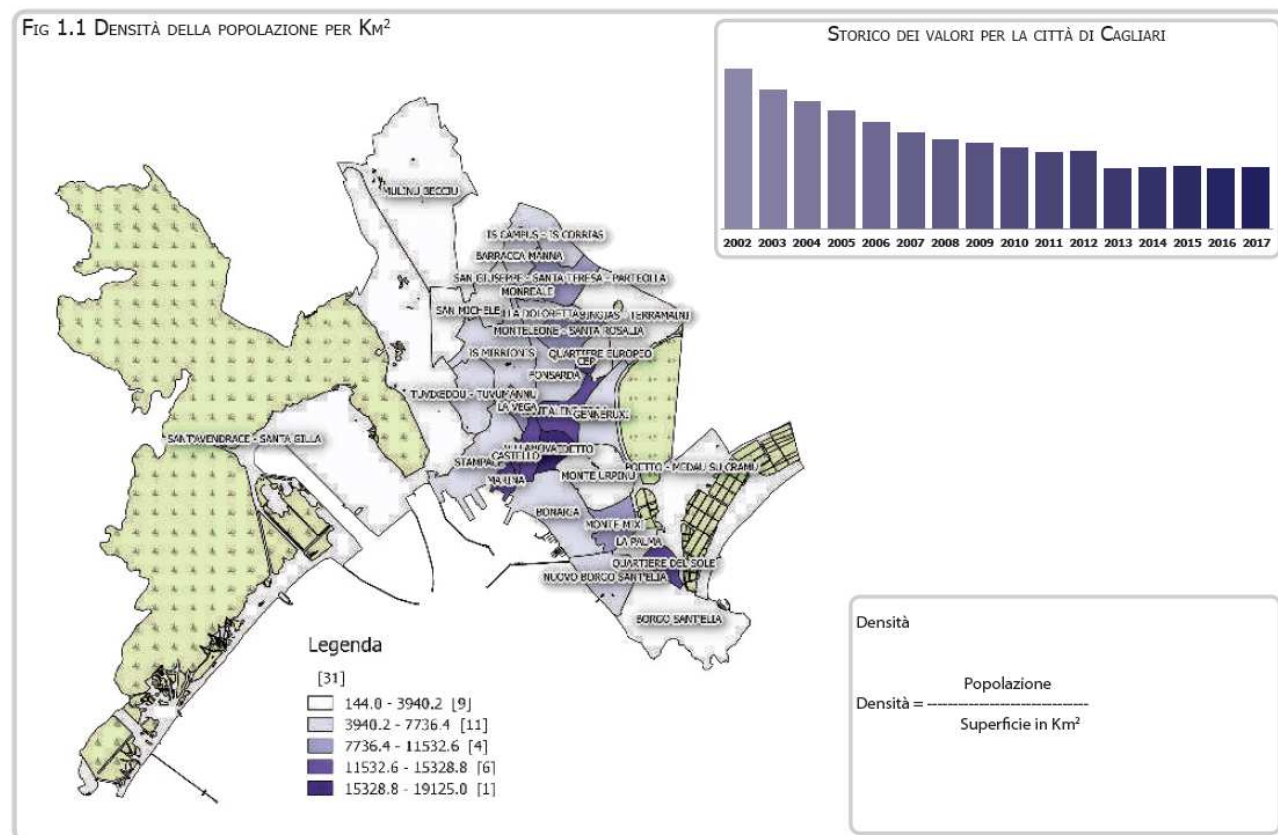 FIG 1.1 DENSITÀ DELLA POPOLAZIONE PER KM²
STORICO DEI VALORI PER LA CITTÀ DI CAGLIARI
2002 2003 2004 2005 2006 2007 2008 2009 2010 2011 2012 2013 2014 2015 2016 2017
MULINU BECCIU
IS CAMPUS - IS CORRIAS
BARRACCA MANNA
SAN GIUSEPPE - SANTA TERESA - PARTEOLLA
MONREALE
SAN MICHELE
LA DOLORETTA
TERRAMAINI
MONTELEONE - SANTA ROSALIA
IS MIRRIONIS
QUARTIERE EUROPEO
CEP
FONSARDA
TUVIXEDDU - TUVUMANNU
LA VEGA
GENNERUXI
SANT'AVENDRACE - SANTA GILLA
VILLANOVA
CASTELLO
STAMPACE
MONTE URPINU
POETTO - MEDAU SU CRAMU
MARINA
BONARIA
MONTE MIXI
LA PALMA
QUARTIERE DEL SOLE
NUOVO BORGO SANT'ELIA
BORGO SANT'ELIA
Legenda
[31]
144.0 - 3940.2 [9]
3940.2 - 7736.4 [11]
7736.4 - 11532.6 [4]
11532.6 - 15328.8 [6]
15328.8 - 19125.0 [1]
Densità
Popolazione
Densità = ------------------------------
Superficie in Km²